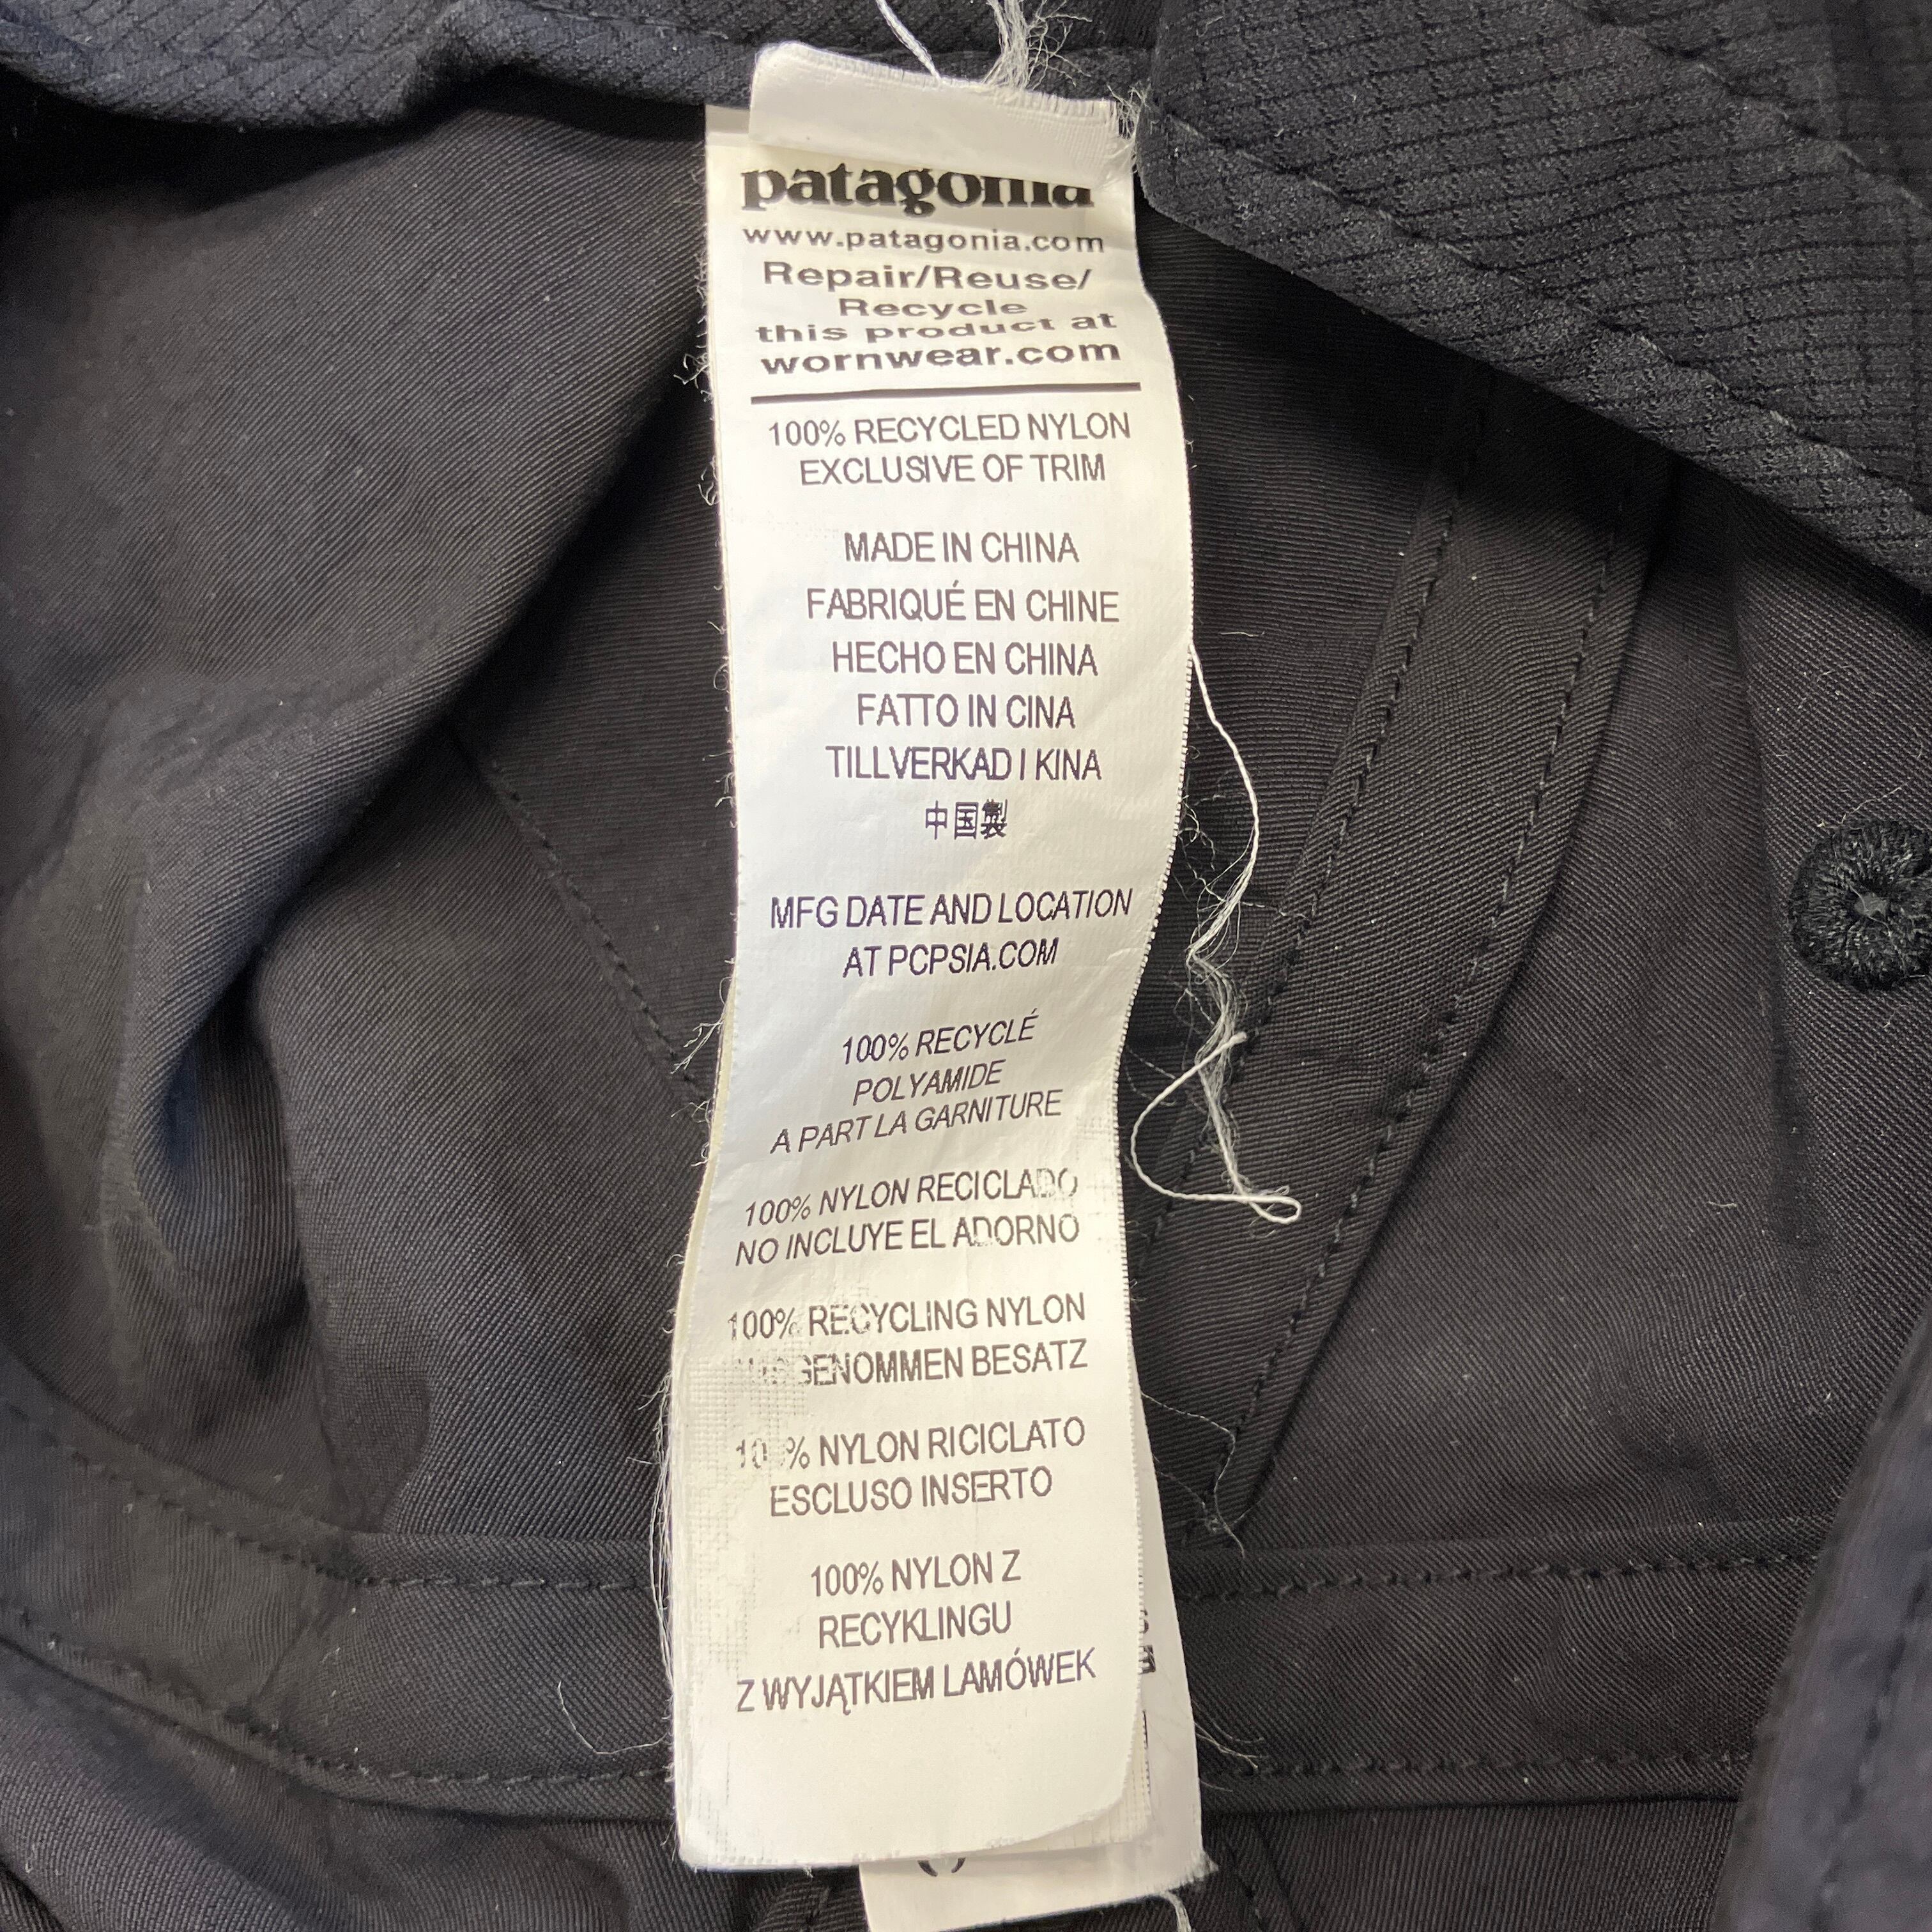 patagonia
www.patagonia.com
Repair/Reuse/
Recycle
this product at
wornwear.com
100% RECYCLED NYLON
EXCLUSIVE OF TRIM
MADE IN CHINA
FABRIQUÉ EN CHINE
HECHO EN CHINA
FATTO IN CINA
TILLVERKAD I KINA
中国製
MFG DATE AND LOCATION
AT PCPSIA.COM
100% RECYCLÉ
POLYAMIDE
A PART LA GARNITURE
100% NYLON RECICLADO
NO INCLUYE EL ADORNO
100% RECYCLING NYLON
BESATZ
NYLON RICICLATO
ESCLUSO INSERTO
100% NYLON Z
RECYKLINGU
Z WYJĄTKIEM LAMÓWEK